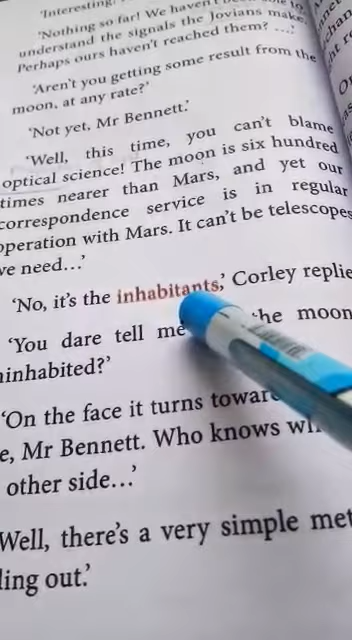 'Interesting!
'Nothing so far! We haven't been able to
understand the signals the Jovians make.
Perhaps ours haven't reached them? …'
'Aren't you getting some result from the
moon, at any rate?'
'Not yet, Mr Bennett.'
'Well, this time, you can't blame
optical science! The moon is six hundred
times nearer than Mars, and yet our
correspondence service is in regular
operation with Mars. It can't be telescopes
we need…'
'No, it's the inhabitants,' Corley replie
'You dare tell me the moon
ninhabited?'
'On the face it turns towar
e, Mr Bennett. Who knows wh
other side…'
Well, there's a very simple met
ding out.'